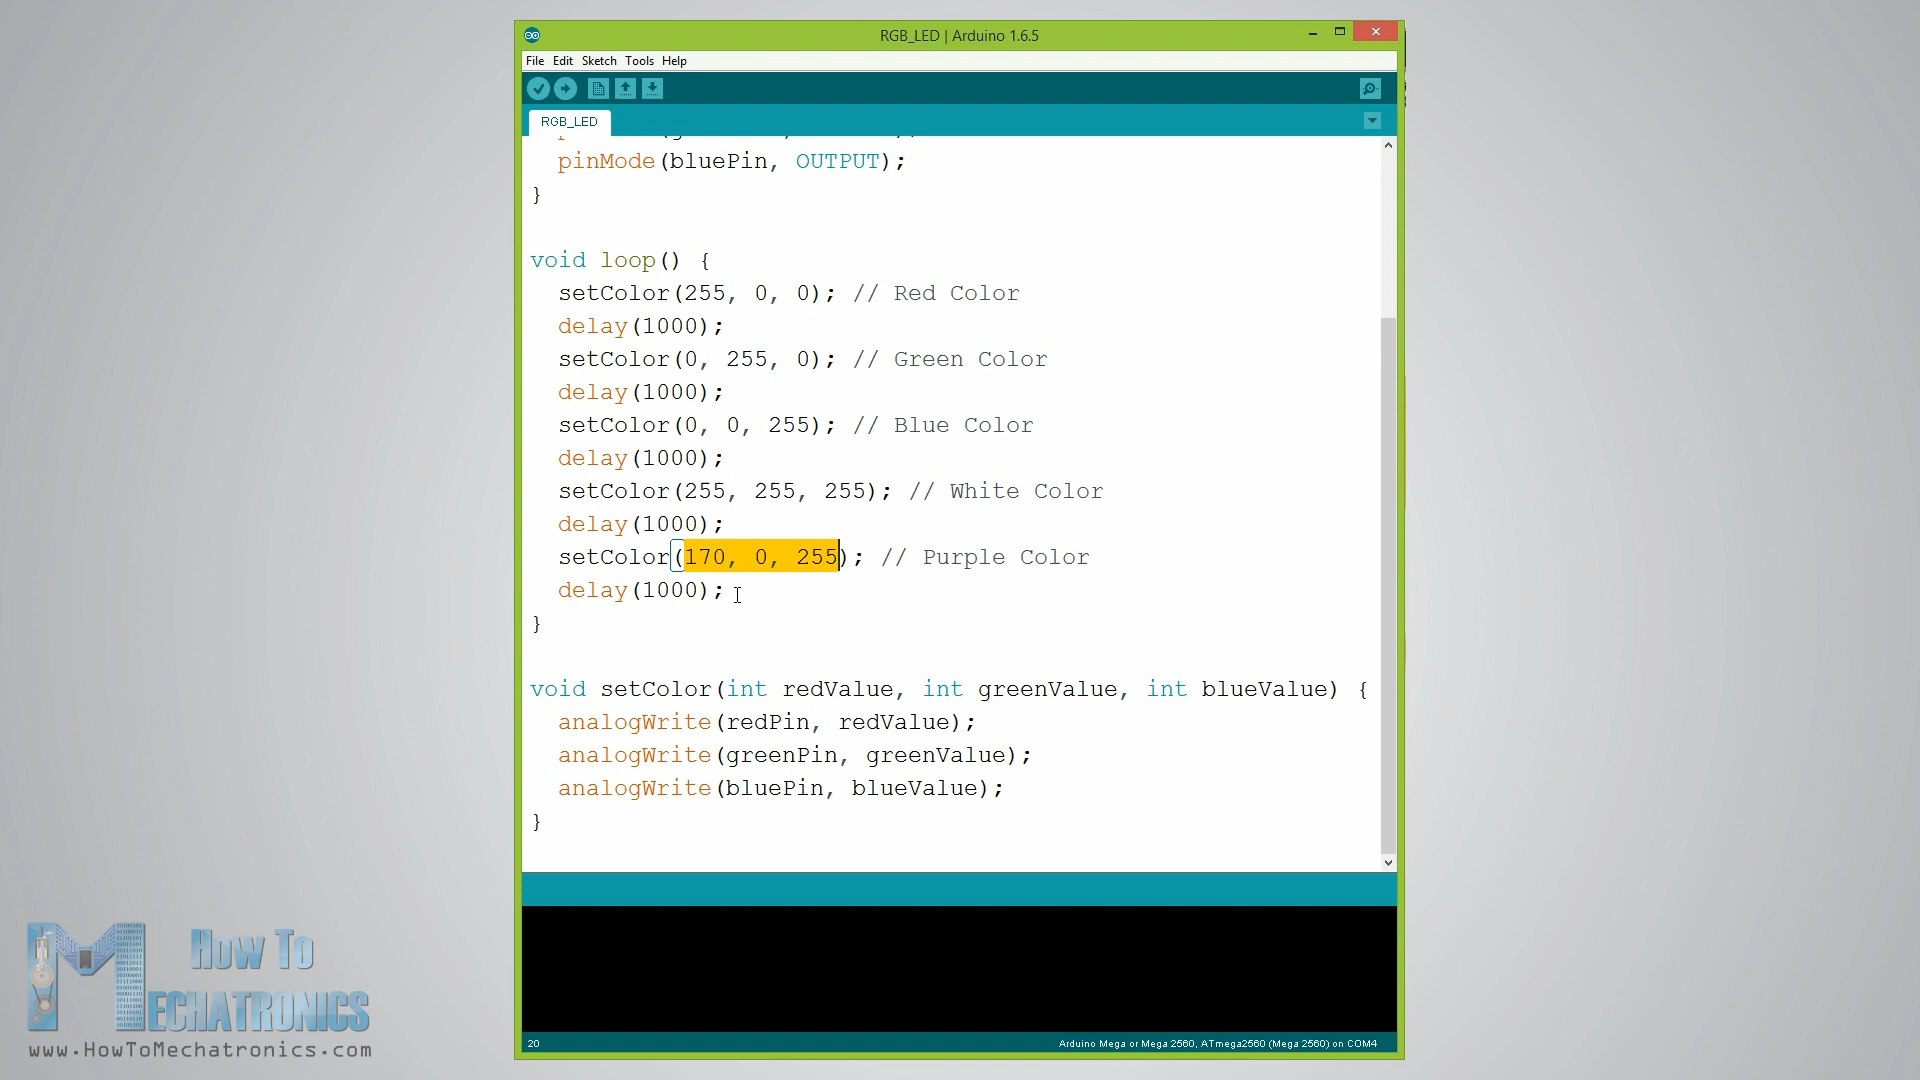 RGB_LED | Arduino 1.6.5
File Edit Sketch Tools Help
RGB_LED
pinMode(bluePin, OUTPUT);
}
void loop() {
setColor(255, 0, 0); // Red Color
delay(1000);
setColor(0, 255, 0); // Green Color
delay(1000);
setColor(0, 0, 255); // Blue Color
delay(1000);
setColor(255, 255, 255); // White Color
delay(1000);
setColor(170, 0, 255); // Purple Color
delay(1000);
}
void setColor(int redValue, int greenValue, int blueValue) {
analogWrite(redPin, redValue);
analogWrite(greenPin, greenValue);
analogWrite(bluePin, blueValue);
}
20
Arduino Mega or Mega 2560, ATmega2560 (Mega 2560) on COM4
How To
MECHATRONICS
www.HowToMechatronics.com